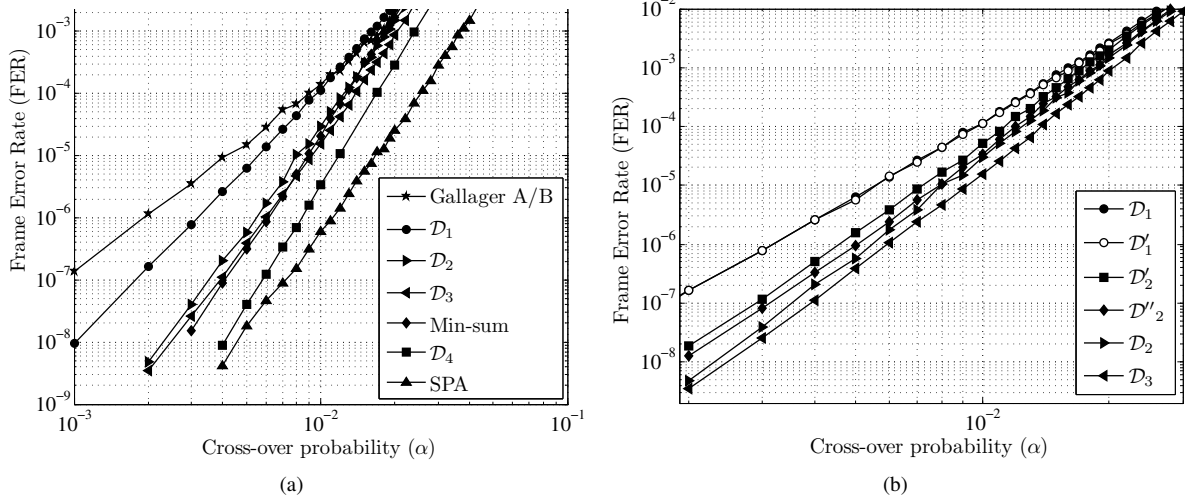 10⁻³
10⁻⁴
10⁻⁵
10⁻⁶
10⁻⁷
10⁻⁸
10⁻⁹
Frame Error Rate (FER)
Gallager A/B
𝒟₁
𝒟₂
𝒟₃
Min-sum
𝒟₄
SPA
10⁻³
10⁻²
10⁻¹
Cross-over probability (α)
(a)
10⁻²
10⁻³
10⁻⁴
10⁻⁵
10⁻⁶
10⁻⁷
10⁻⁸
Frame Error Rate (FER)
𝒟₁
𝒟′₁
𝒟′₂
𝒟″₂
𝒟₂
𝒟₃
10⁻²
Cross-over probability (α)
(b)